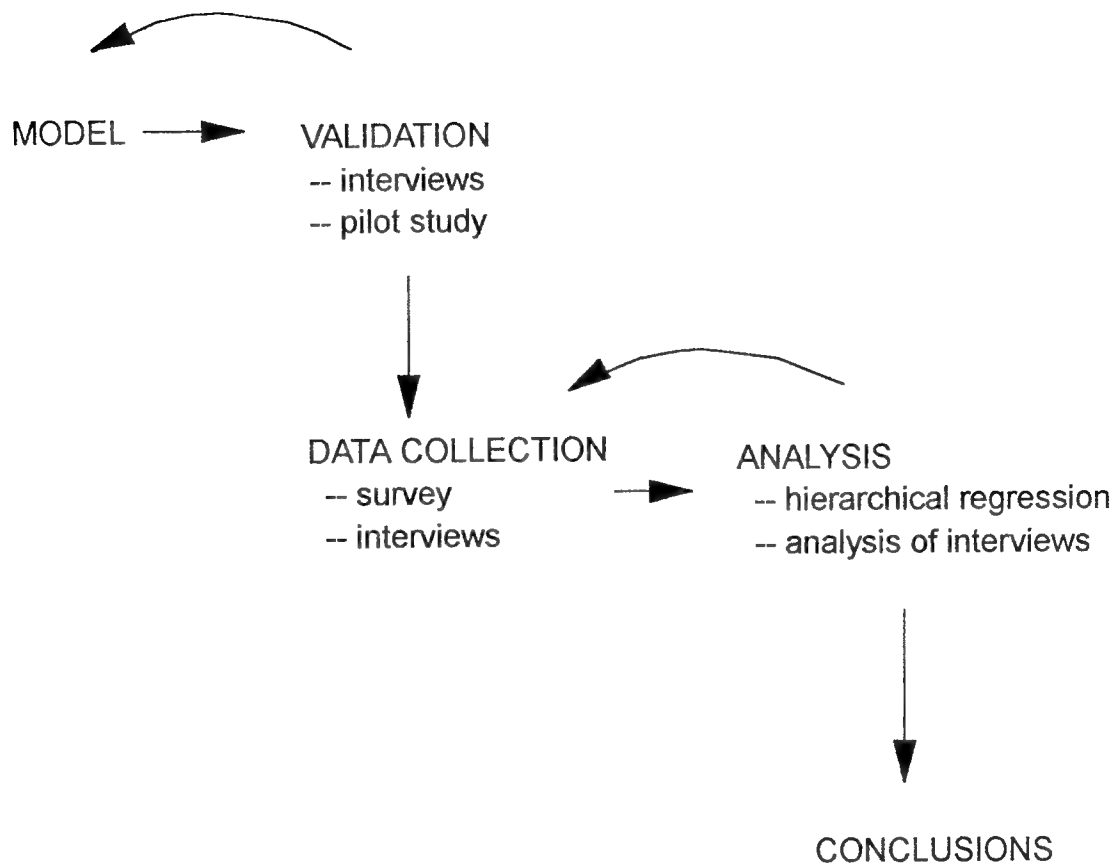 MODEL
VALIDATION
-- interviews
-- pilot study
DATA COLLECTION
-- survey
-- interviews
ANALYSIS
-- hierarchical regression
-- analysis of interviews
CONCLUSIONS